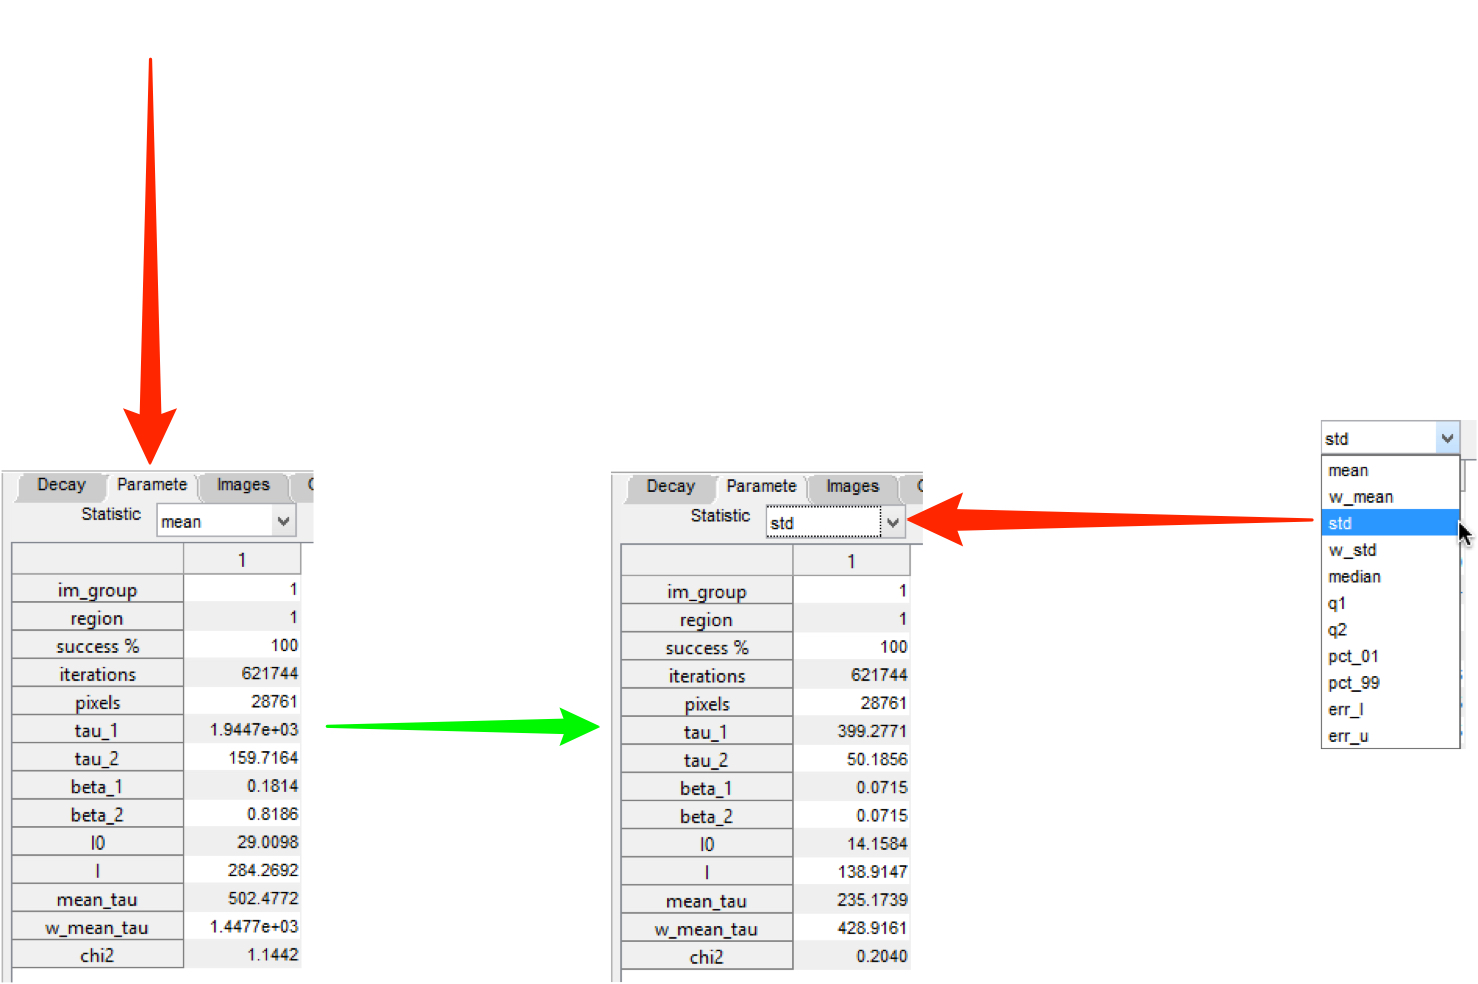 Decay Paramete Images
Statistic mean
1
im_group 1
region 1
success % 100
iterations 621744
pixels 28761
tau_1 1.9447e+03
tau_2 159.7164
beta_1 0.1814
beta_2 0.8186
I0 29.0098
I 284.2692
mean_tau 502.4772
w_mean_tau 1.4477e+03
chi2 1.1442
Decay Paramete Images
Statistic std
1
im_group 1
region 1
success % 100
iterations 621744
pixels 28761
tau_1 399.2771
tau_2 50.1856
beta_1 0.0715
beta_2 0.0715
I0 14.1584
I 138.9147
mean_tau 235.1739
w_mean_tau 428.9161
chi2 0.2040
std
mean
w_mean
std
w_std
median
q1
q2
pct_01
pct_99
err_l
err_u